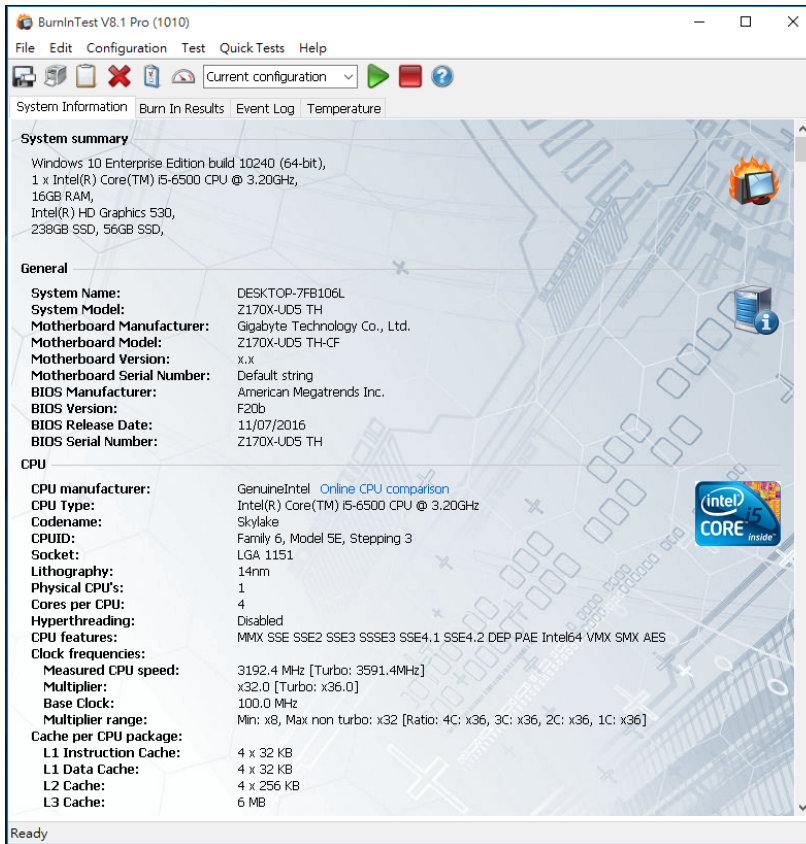 BurnInTest V8.1 Pro (1010)
File Edit Configuration Test Quick Tests Help
Current configuration
System Information Burn In Results Event Log Temperature
System summary
Windows 10 Enterprise Edition build 10240 (64-bit),
1 x Intel(R) Core(TM) i5-6500 CPU @ 3.20GHz,
16GB RAM,
Intel(R) HD Graphics 530,
238GB SSD, 56GB SSD,
General
System Name: DESKTOP-7FB106L
System Model: Z170X-UD5 TH
Motherboard Manufacturer: Gigabyte Technology Co., Ltd.
Motherboard Model: Z170X-UD5 TH-CF
Motherboard Version: x.x
Motherboard Serial Number: Default string
BIOS Manufacturer: American Megatrends Inc.
BIOS Version: F20b
BIOS Release Date: 11/07/2016
BIOS Serial Number: Z170X-UD5 TH
CPU
CPU manufacturer: GenuineIntel Online CPU comparison
CPU Type: Intel(R) Core(TM) i5-6500 CPU @ 3.20GHz
Codename: Skylake
CPUID: Family 6, Model 5E, Stepping 3
Socket: LGA 1151
Lithography: 14nm
Physical CPU's: 1
Cores per CPU: 4
Hyperthreading: Disabled
CPU features: MMX SSE SSE2 SSE3 SSSE3 SSE4.1 SSE4.2 DEP PAE Intel64 VMX SMX AES
Clock frequencies:
Measured CPU speed: 3192.4 MHz [Turbo: 3591.4MHz]
Multiplier: x32.0 [Turbo: x36.0]
Base Clock: 100.0 MHz
Multiplier range: Min: x8, Max non turbo: x32 [Ratio: 4C: x36, 3C: x36, 2C: x36, 1C: x36]
Cache per CPU package:
L1 Instruction Cache: 4 x 32 KB
L1 Data Cache: 4 x 32 KB
L2 Cache: 4 x 256 KB
L3 Cache: 6 MB
(intel)
CORE i5
inside™
Ready